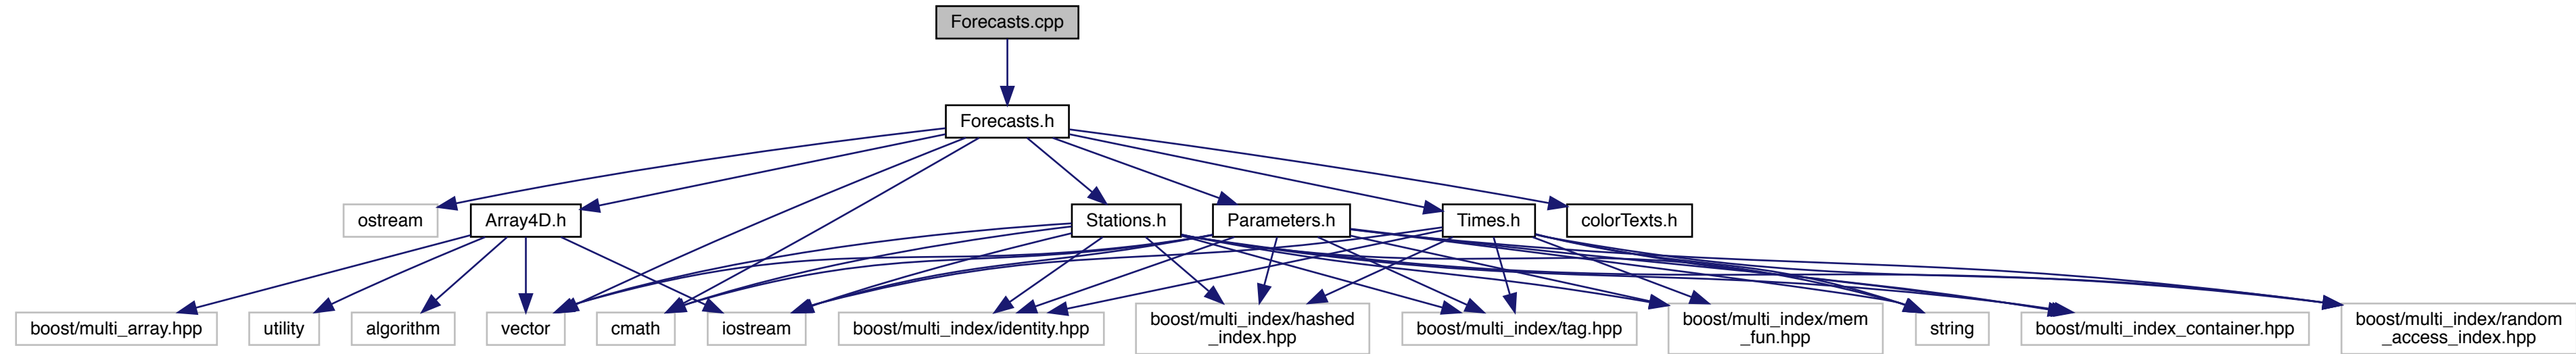 Forecasts.cpp
Forecasts.h
ostream
Array4D.h
Stations.h
Parameters.h
Times.h
colorTexts.h
boost/multi_array.hpp
utility
algorithm
vector
cmath
iostream
boost/multi_index/identity.hpp
boost/multi_index/hashed
_index.hpp
boost/multi_index/tag.hpp
boost/multi_index/mem
_fun.hpp
string
boost/multi_index_container.hpp
boost/multi_index/random
_access_index.hpp